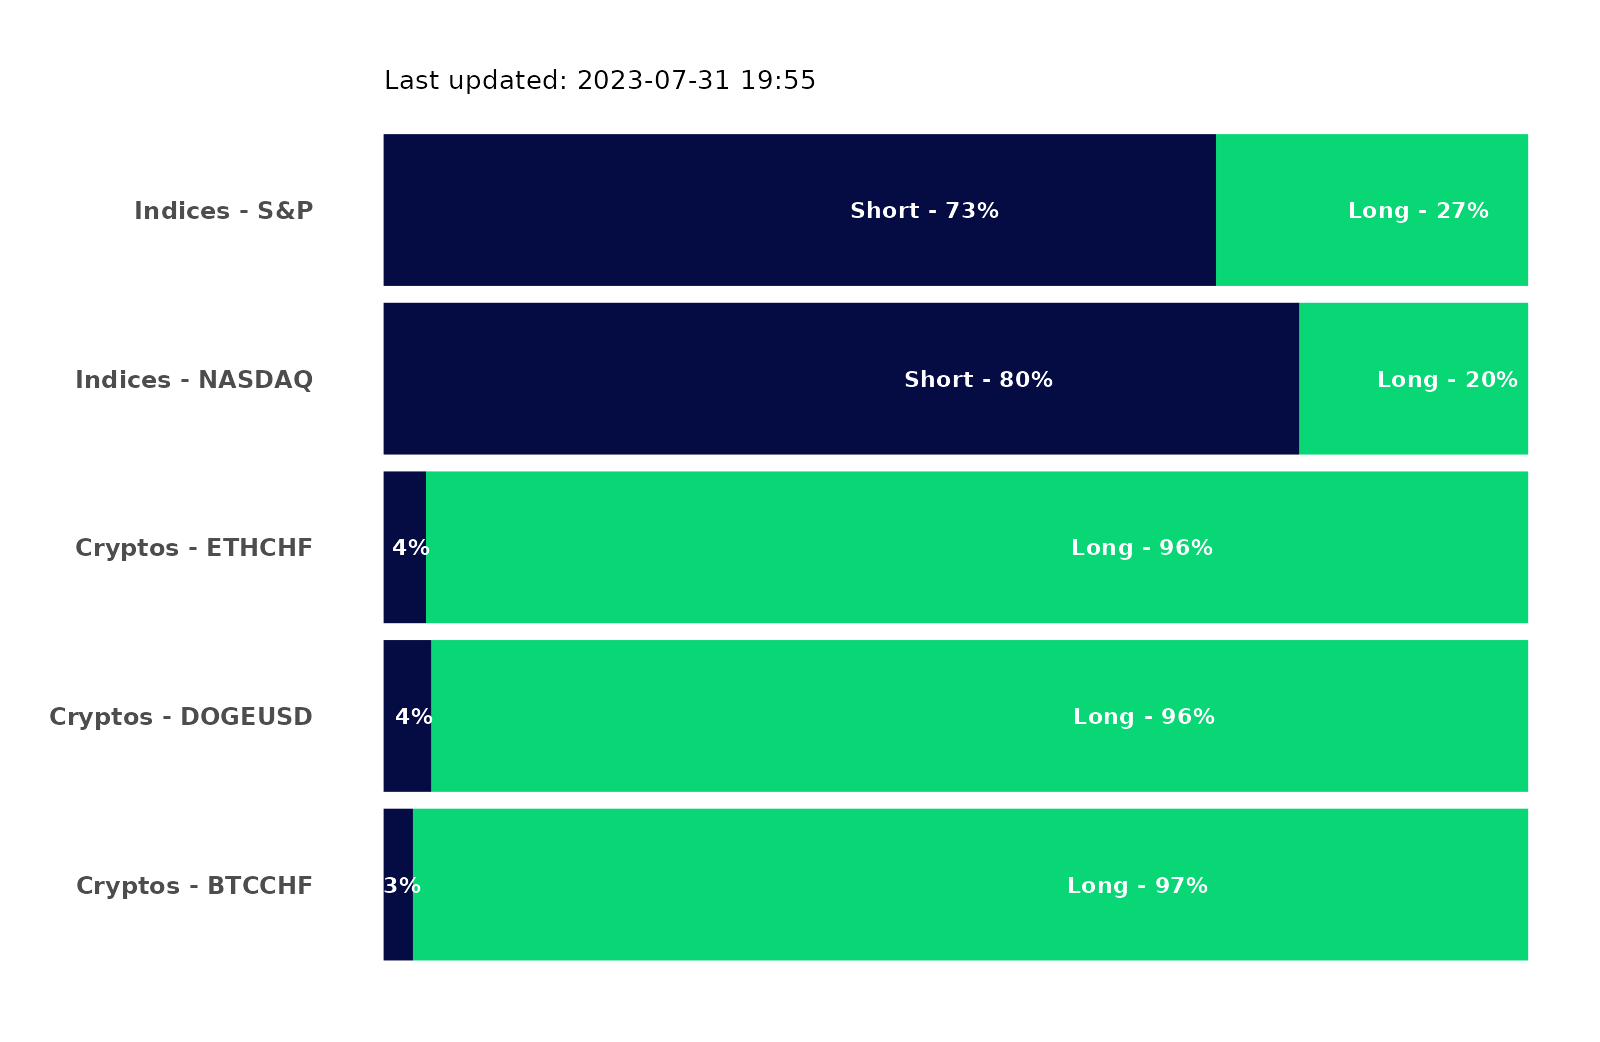 Last updated: 2023-07-31 19:55
Indices - S&P Short - 73% Long - 27%
Indices - NASDAQ Short - 80% Long - 20%
Cryptos - ETHCHF 4% Long - 96%
Cryptos - DOGEUSD 4% Long - 96%
Cryptos - BTCCHF 3% Long - 97%